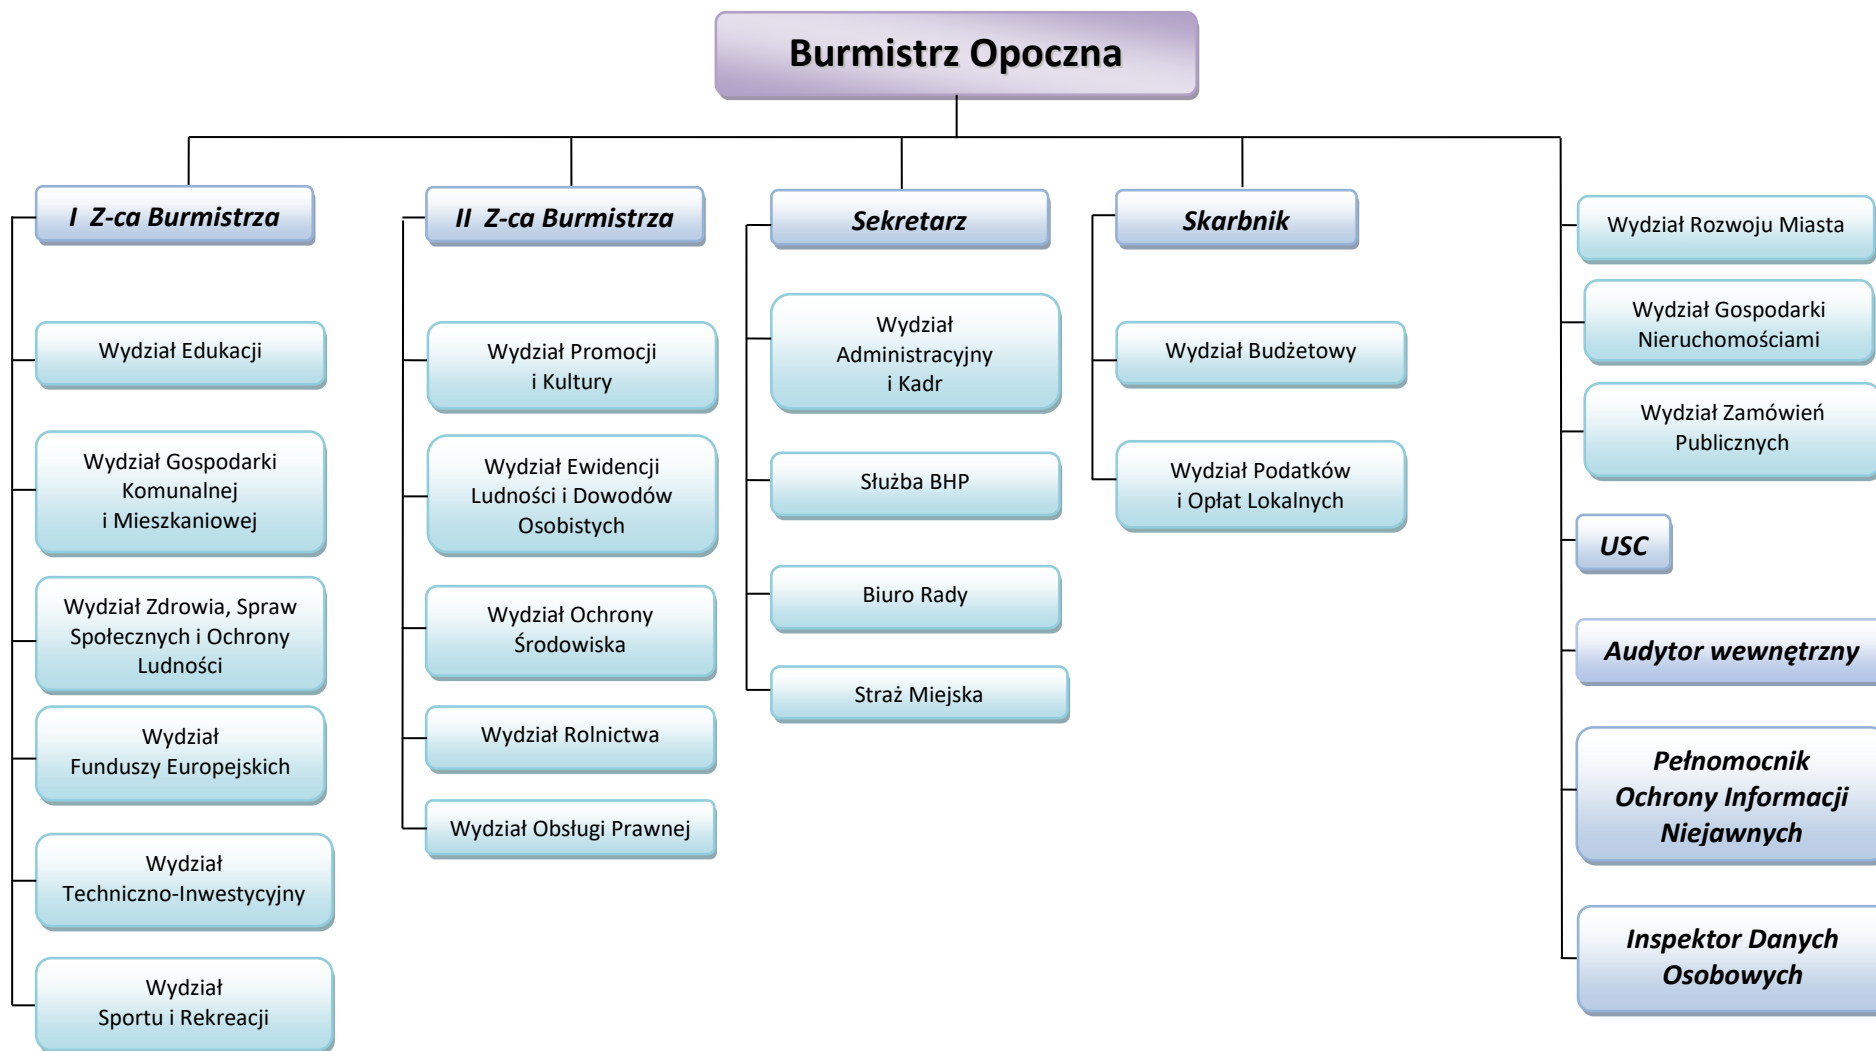 Burmistrz Opoczna
I Z-ca Burmistrza
Wydział Edukacji
Wydział Gospodarki
Komunalnej
i Mieszkaniowej
Wydział Zdrowia, Spraw
Społecznych i Ochrony
Ludności
Wydział
Funduszy Europejskich
Wydział
Techniczno-Inwestycyjny
Wydział
Sportu i Rekreacji
II Z-ca Burmistrza
Wydział Promocji
i Kultury
Wydział Ewidencji
Ludności i Dowodów
Osobistych
Wydział Ochrony
Środowiska
Wydział Rolnictwa
Wydział Obsługi Prawnej
Sekretarz
Wydział
Administracyjny
i Kadr
Służba BHP
Biuro Rady
Straż Miejska
Skarbnik
Wydział Budżetowy
Wydział Podatków
i Opłat Lokalnych
Wydział Rozwoju Miasta
Wydział Gospodarki
Nieruchomościami
Wydział Zamówień
Publicznych
USC
Audytor wewnętrzny
Pełnomocnik
Ochrony Informacji
Niejawnych
Inspektor Danych
Osobowych